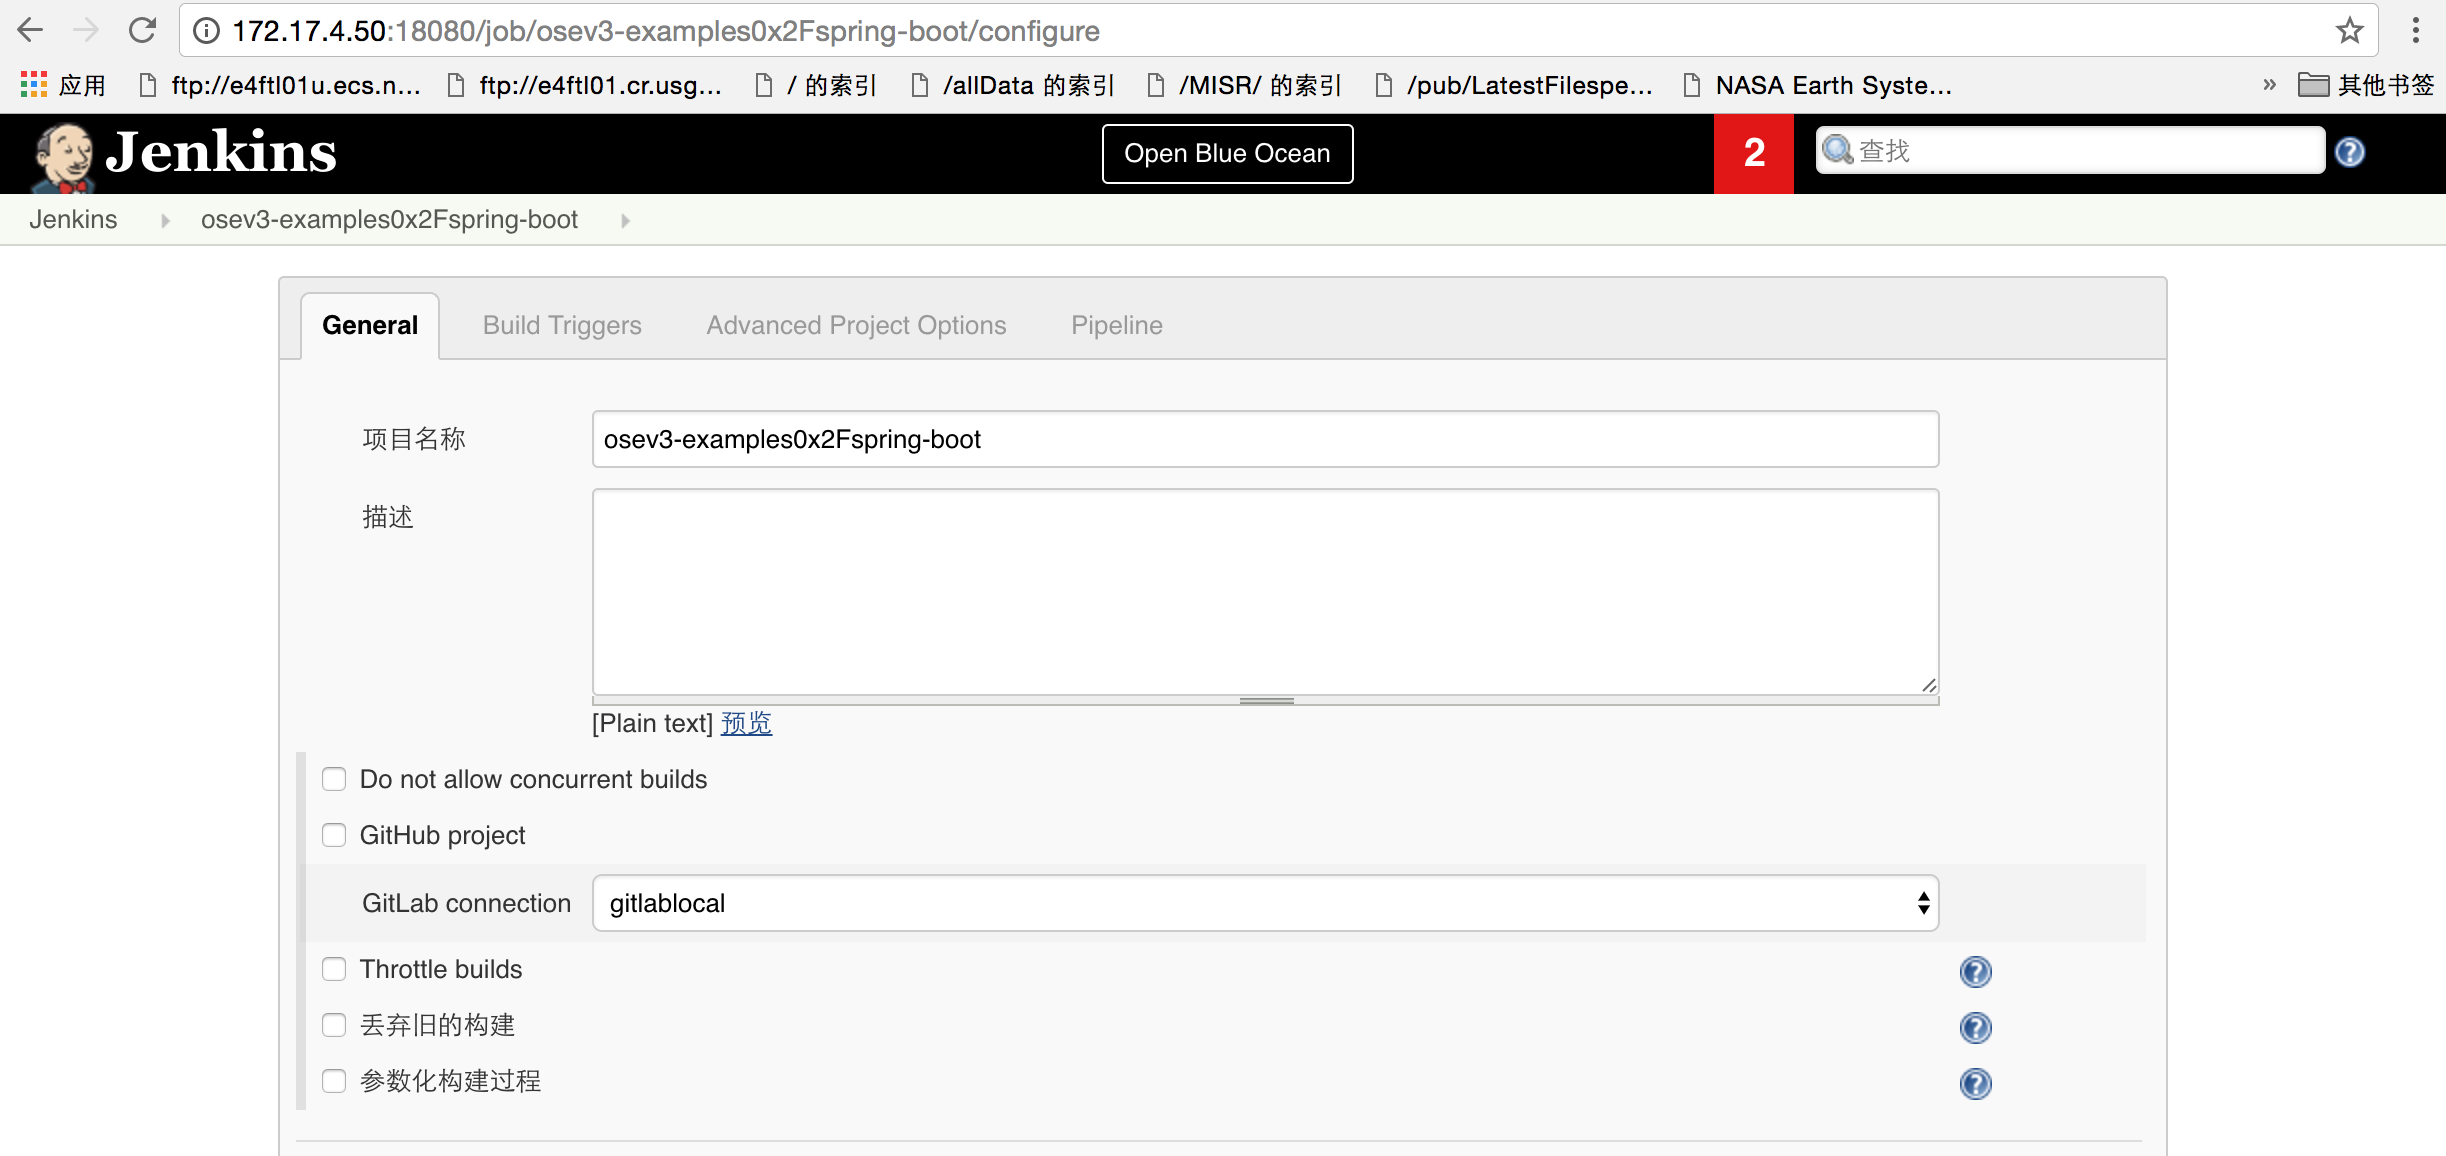 172.17.4.50:18080/job/osev3-examples0x2Fspring-boot/configure
应用 ftp://e4ftl01u.ecs.n... ftp://e4ftl01.cr.usg... / 的索引 /allData 的索引 /MISR/ 的索引 /pub/LatestFilespe... NASA Earth Syste... » 其他书签
Jenkins Open Blue Ocean 2 查找
Jenkins osev3-examples0x2Fspring-boot
General Build Triggers Advanced Project Options Pipeline
项目名称 osev3-examples0x2Fspring-boot
描述
[Plain text] 预览
Do not allow concurrent builds
GitHub project
GitLab connection gitlablocal
Throttle builds
丢弃旧的构建
参数化构建过程